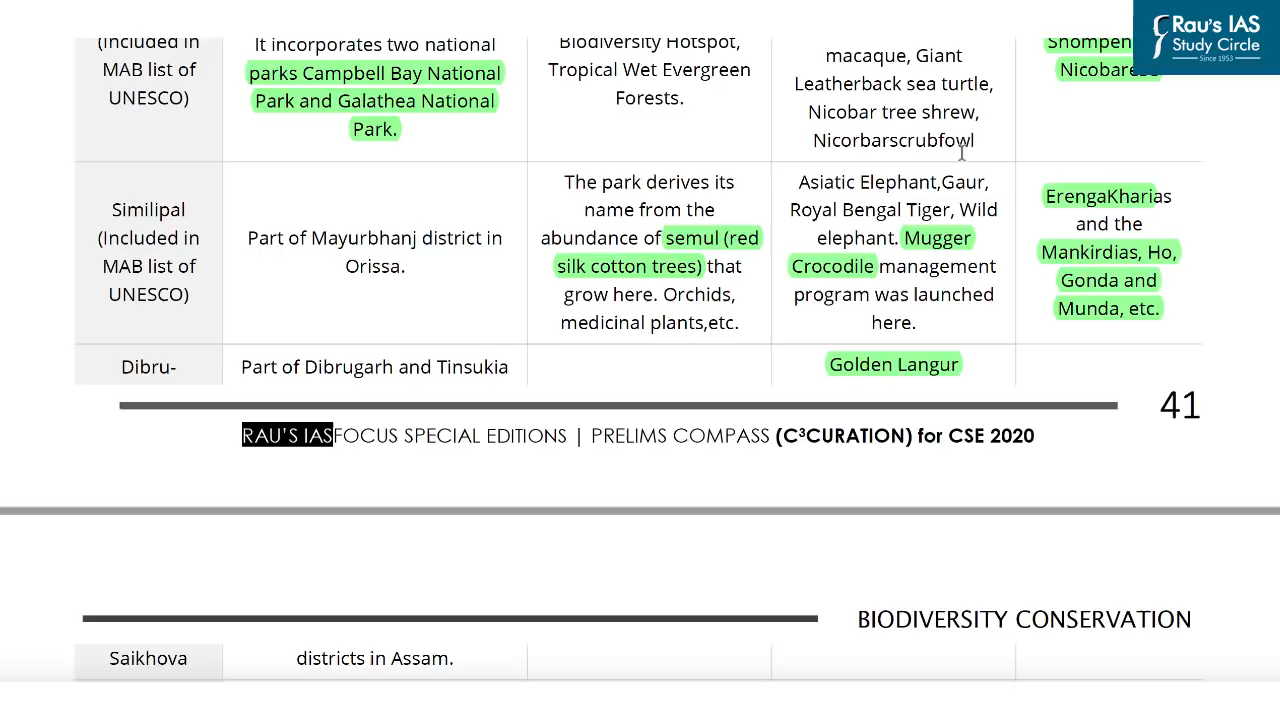 Rau's IAS
Study Circle
Since 1953
(Included in
MAB list of
UNESCO)
It incorporates two national
parks Campbell Bay National
Park and Galathea National
Park.
Biodiversity Hotspot,
Tropical Wet Evergreen
Forests.
macaque, Giant
Leatherback sea turtle,
Nicobar tree shrew,
Nicorbarscrubfowl
Similipal
(Included in
MAB list of
UNESCO)
Part of Mayurbhanj district in
Orissa.
The park derives its
name from the
abundance of semul (red
silk cotton trees) that
grow here. Orchids,
medicinal plants,etc.
Asiatic Elephant,Gaur,
Royal Bengal Tiger, Wild
elephant. Mugger
Crocodile management
program was launched
here.
ErengaKharias
and the
Mankirdias, Ho,
Gonda and
Munda, etc.
Dibru-
Part of Dibrugarh and Tinsukia
Golden Langur
41
RAU'S IASFOCUS SPECIAL EDITIONS | PRELIMS COMPASS (C³CURATION) for CSE 2020
BIODIVERSITY CONSERVATION
Saikhova
districts in Assam.